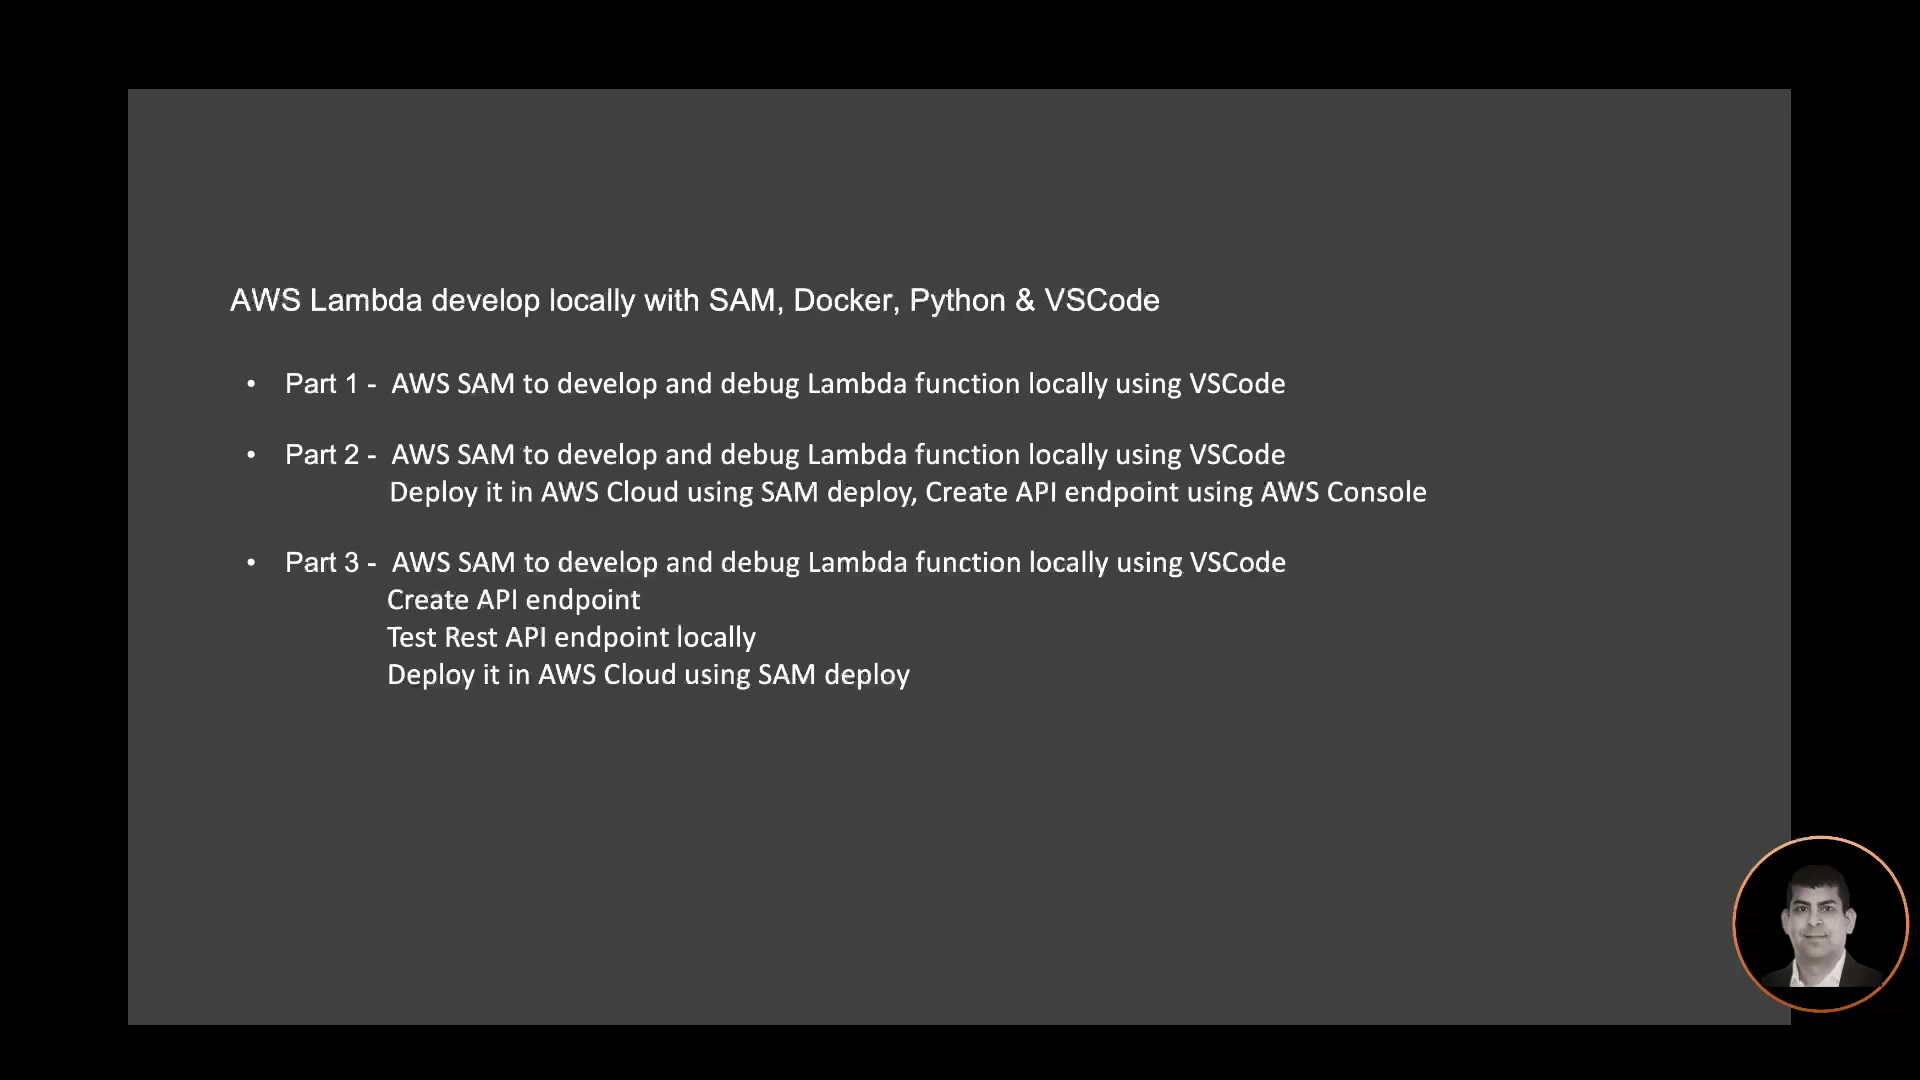 AWS Lambda develop locally with SAM, Docker, Python & VSCode
• Part 1 - AWS SAM to develop and debug Lambda function locally using VSCode
• Part 2 - AWS SAM to develop and debug Lambda function locally using VSCode
Deploy it in AWS Cloud using SAM deploy, Create API endpoint using AWS Console
• Part 3 - AWS SAM to develop and debug Lambda function locally using VSCode
Create API endpoint
Test Rest API endpoint locally
Deploy it in AWS Cloud using SAM deploy